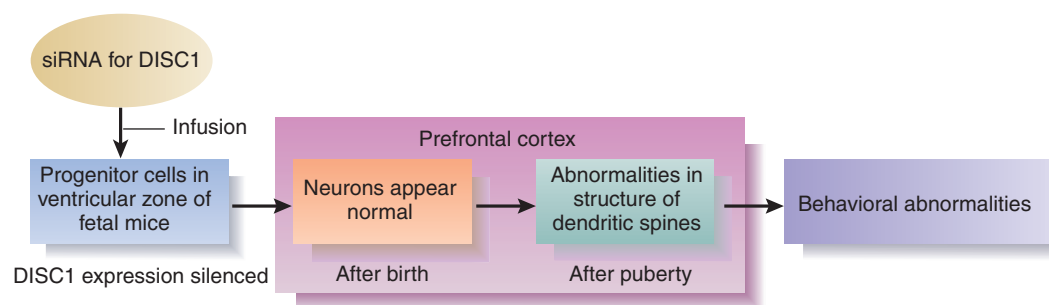 siRNA for DISC1
Infusion
Progenitor cells in
ventricular zone of
fetal mice
DISC1 expression silenced
Prefrontal cortex
Neurons appear
normal
After birth
Abnormalities in
structure of
dendritic spines
After puberty
Behavioral abnormalities